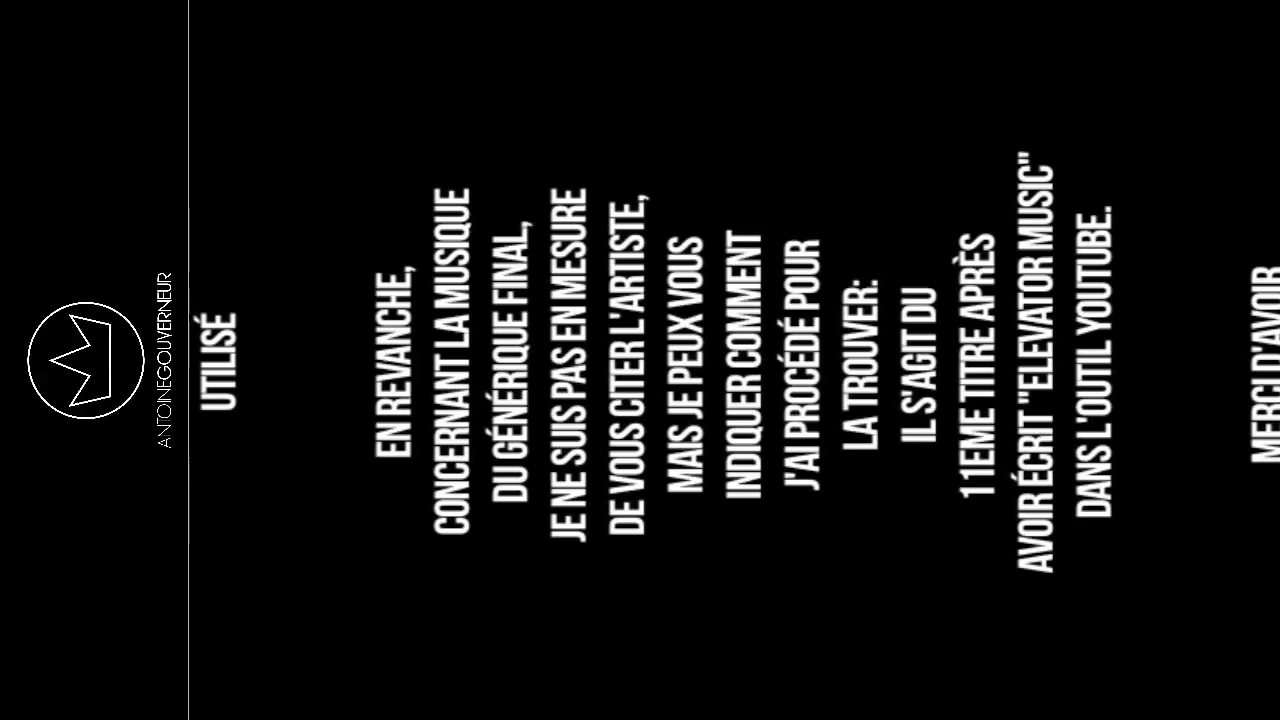 ANTOINEGOUVERNEUR
UTILISÉ
EN REVANCHE,
CONCERNANT LA MUSIQUE
DU GÉNÉRIQUE FINAL,
JE NE SUIS PAS EN MESURE
DE VOUS CITER L'ARTISTE,
MAIS JE PEUX VOUS
INDIQUER COMMENT
J'AI PROCÉDÉ POUR
LA TROUVER:
IL S'AGIT DU
11EME TITRE APRÈS
AVOIR ÉCRIT "ELEVATOR MUSIC"
DANS L'OUTIL YOUTUBE.
MERCI D'AVOIR